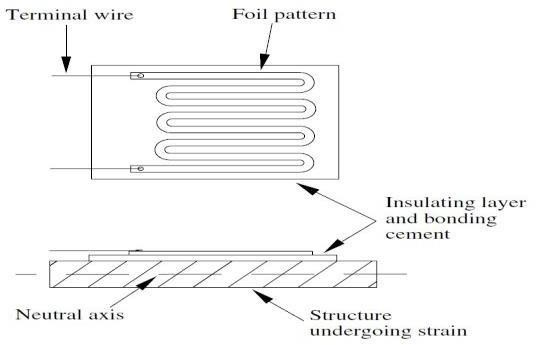 Terminal wire
Foil pattern
Insulating layer
and bonding
cement
Neutral axis
Structure
undergoing strain